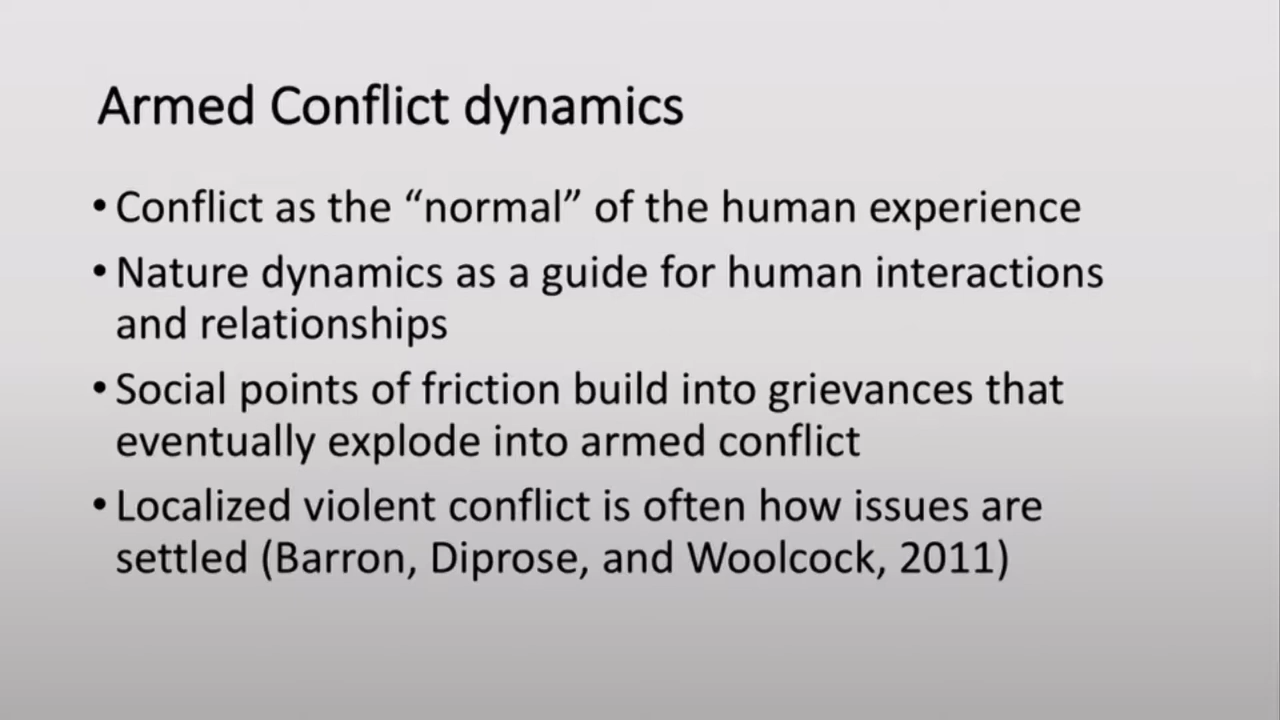 Armed Conflict dynamics
• Conflict as the “normal” of the human experience
• Nature dynamics as a guide for human interactions
and relationships
• Social points of friction build into grievances that
eventually explode into armed conflict
• Localized violent conflict is often how issues are
settled (Barron, Diprose, and Woolcock, 2011)